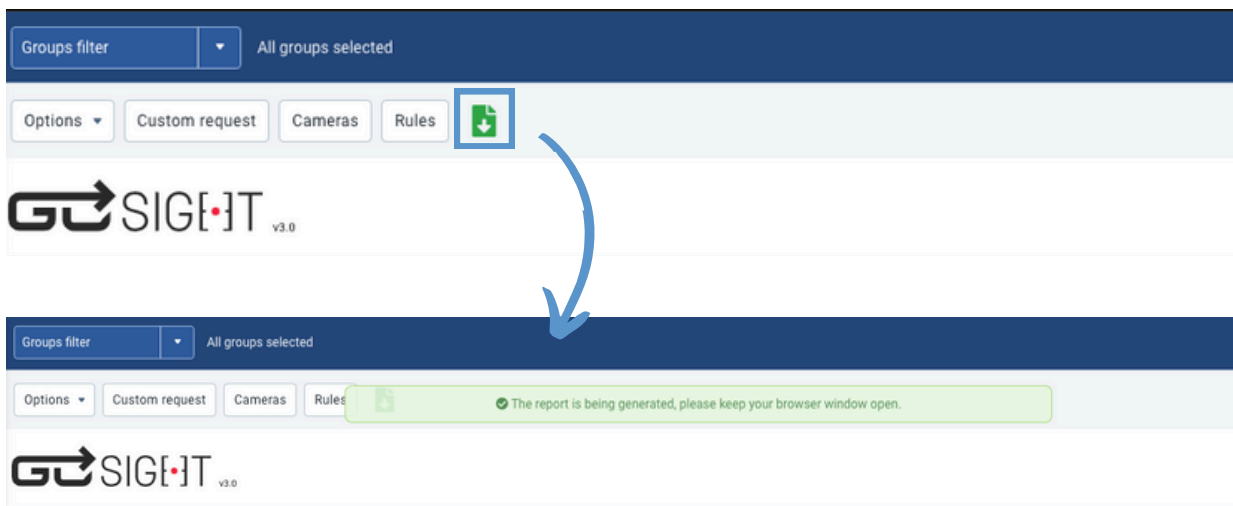 Groups filter All groups selected
Options Custom request Cameras Rules
GO SIGHT v3.0
Groups filter All groups selected
Options Custom request Cameras Rules The report is being generated, please keep your browser window open.
GO SIGHT v3.0